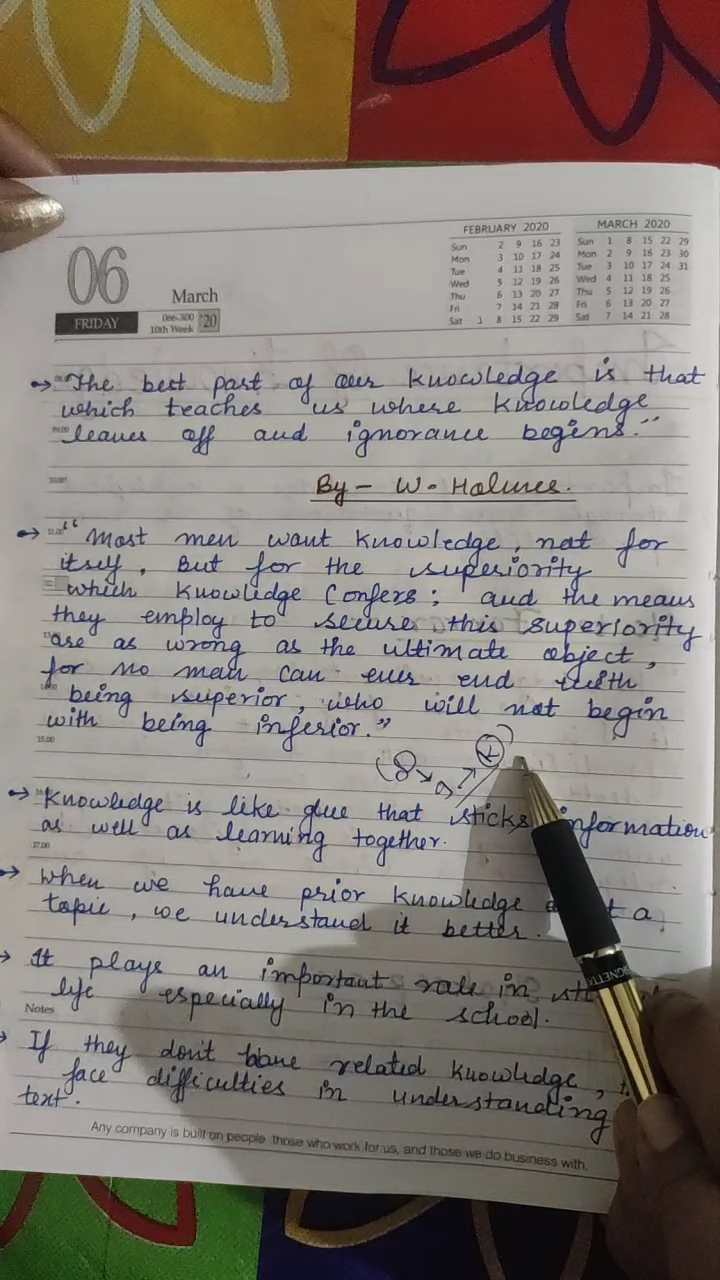 06
March
FRIDAY
066-300
10th Week
'20
FEBRUARY 2020
Sun 2 9 16 23
Mon 3 10 17 24
Tue 4 11 18 25
Wed 5 12 19 26
Thu 6 13 20 27
Fri 7 14 21 28
Sat 1 8 15 22 29
MARCH 2020
Sun 1 8 15 22 29
Mon 2 9 16 23 30
Tue 3 10 17 24 31
Wed 4 11 18 25
Thu 5 12 19 26
Fri 6 13 20 27
Sat 7 14 21 28
"The best part of our knowledge is that
which teaches us where knowledge
leaves off and ignorance begins."
By - W. Holmes.
"Most men want knowledge, not for
itself, But for the superiority
which knowledge Confers; and the means
they employ to secure this superiority
are as wrong as the ultimate object,
for no man can ever end with
being superior, who will not begin
with being inferior."
K
Knowledge is like glue that sticks information
as well as learning together.
When we have prior knowledge a
topic, we understand it better.
It plays an important role in
life especially in the school.
Notes
If they don't have related knowledge,
face difficulties in understanding
text.
Any company is built on people those who work for us, and those we do business with.